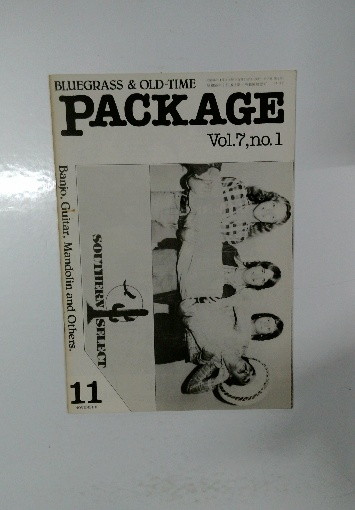 BLUEGRASS & OLD-TIME
PACKAGE
Vol.7, no.1
Banjo, Guitar, Mandolin and Others.
SOUTHERN SELECT
11